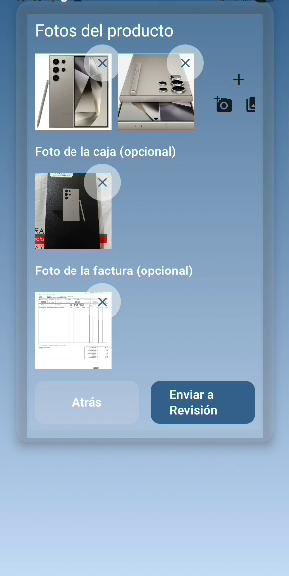 Fotos del producto
Foto de la caja (opcional)
Foto de la factura (opcional)
Atrás
Enviar a
Revisión